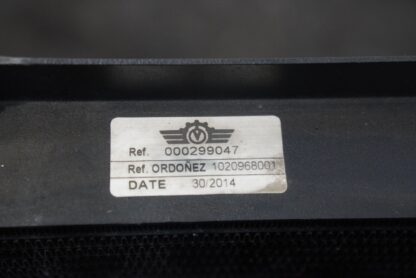 V
Ref. 000299047
Ref. ORDOÑEZ 1020968001
DATE 30/2014